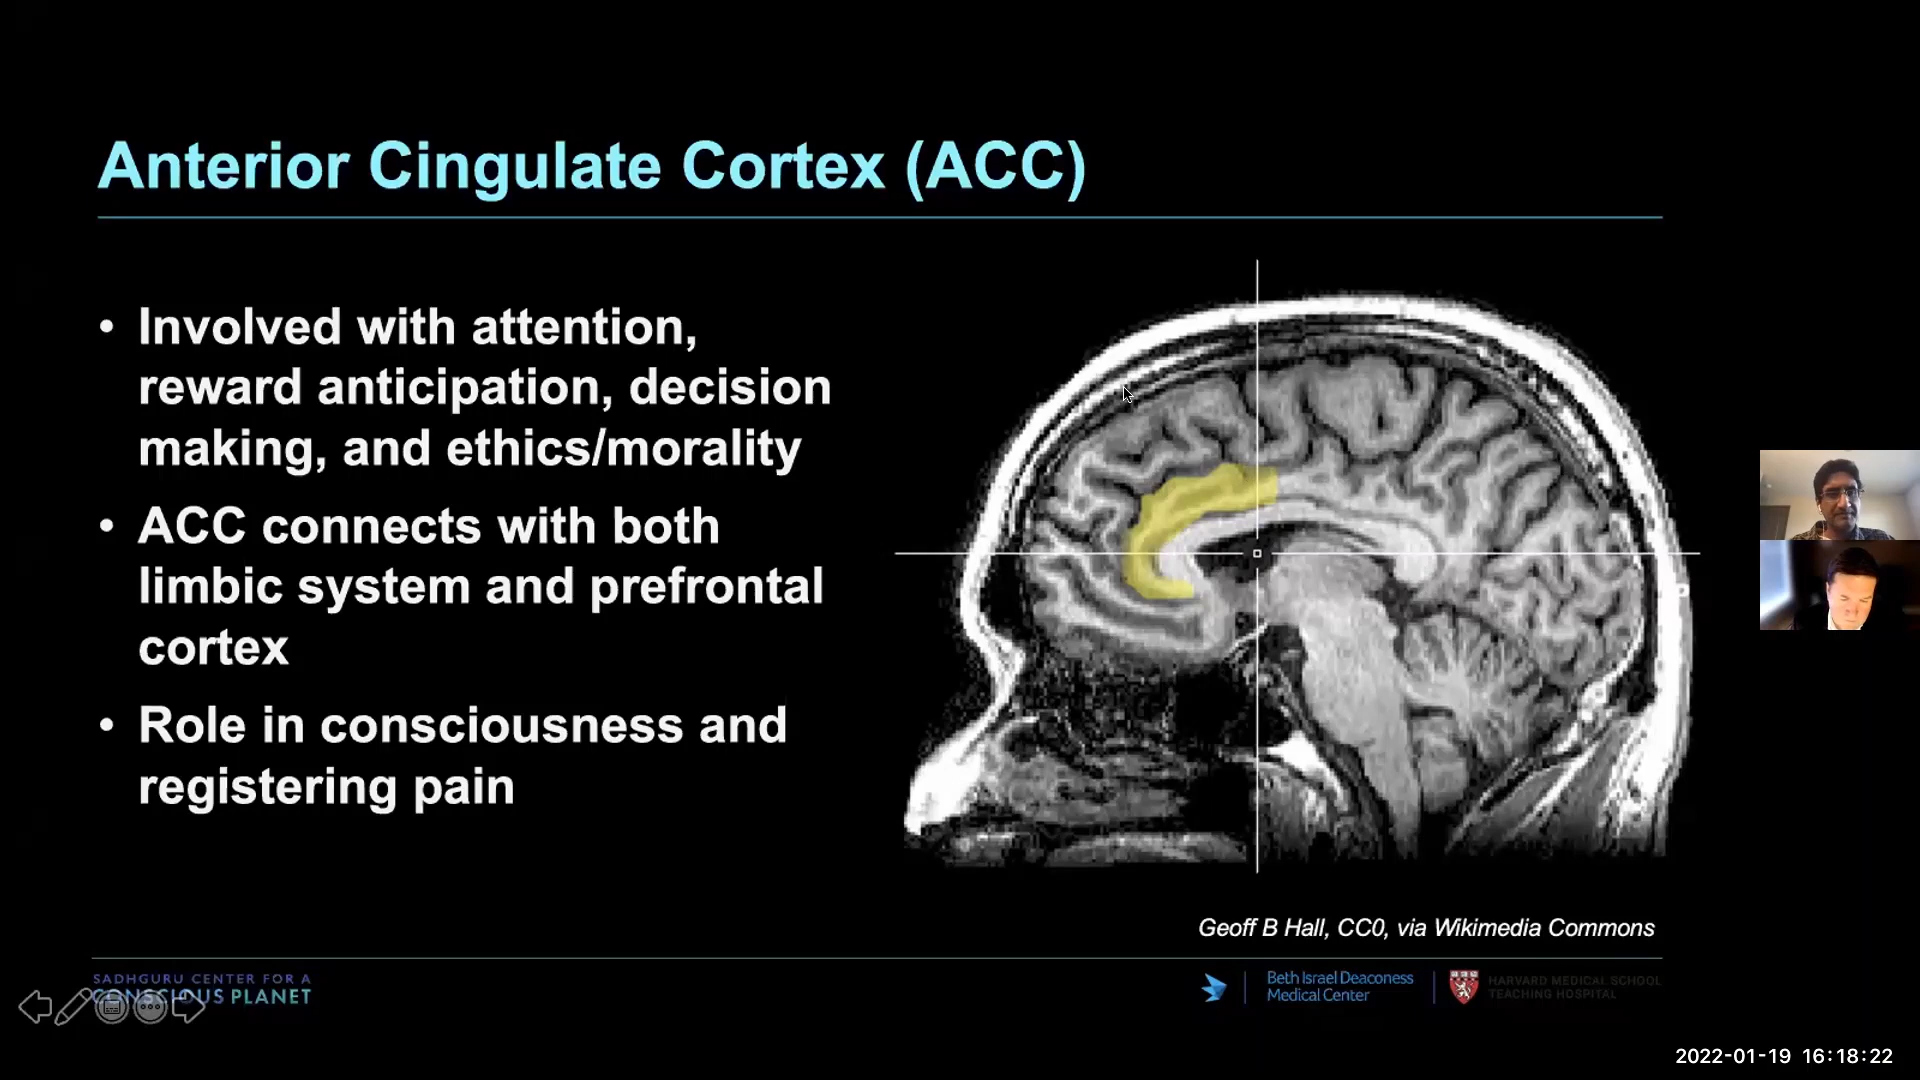 Anterior Cingulate Cortex (ACC)
• Involved with attention,
reward anticipation, decision
making, and ethics/morality
• ACC connects with both
limbic system and prefrontal
cortex
• Role in consciousness and
registering pain
Geoff B Hall, CC0, via Wikimedia Commons
SADHGURU CENTER FOR A
CONSCIOUS PLANET
Beth Israel Deaconess
Medical Center
HARVARD MEDICAL SCHOOL
TEACHING HOSPITAL
2022-01-19 16:18:22